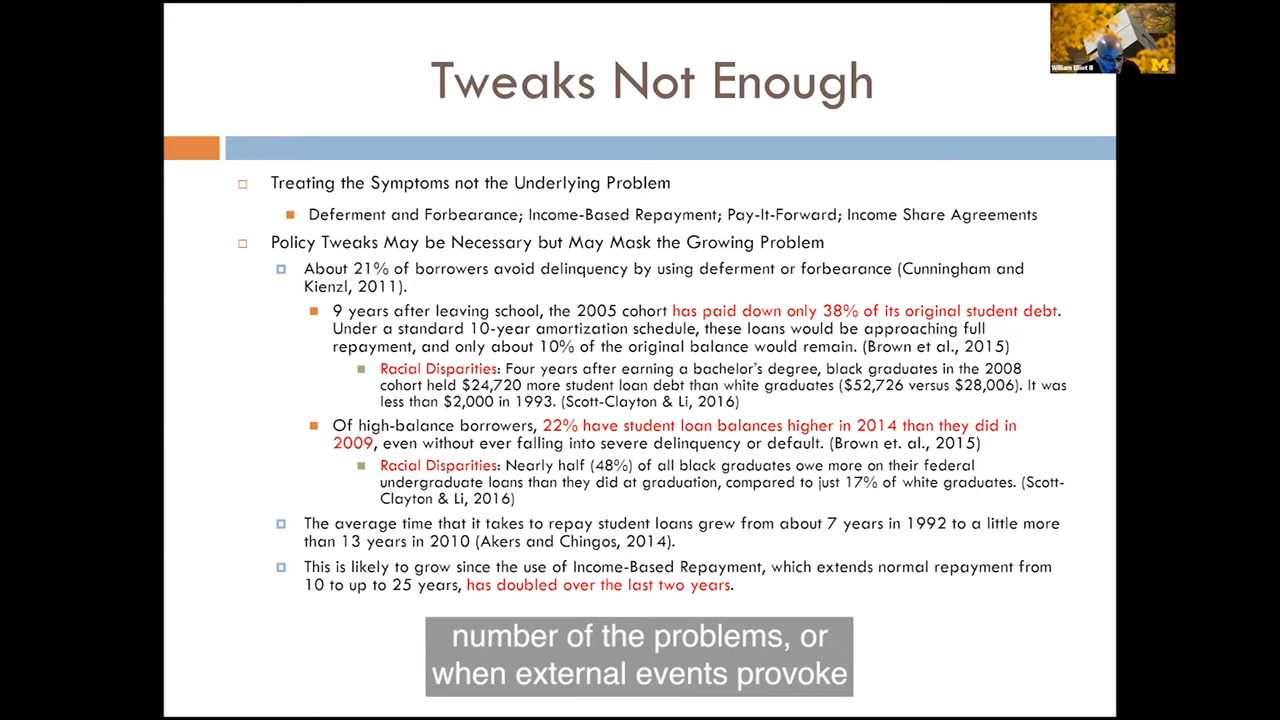 William Elliott III
M
Tweaks Not Enough
Treating the Symptoms not the Underlying Problem
Deferment and Forbearance; Income-Based Repayment; Pay-It-Forward; Income Share Agreements
Policy Tweaks May be Necessary but May Mask the Growing Problem
About 21% of borrowers avoid delinquency by using deferment or forbearance (Cunningham and
Kienzl, 2011).
9 years after leaving school, the 2005 cohort has paid down only 38% of its original student debt.
Under a standard 10-year amortization schedule, these loans would be approaching full
repayment, and only about 10% of the original balance would remain. (Brown et al., 2015)
Racial Disparities: Four years after earning a bachelor's degree, black graduates in the 2008
cohort held $24,720 more student loan debt than white graduates ($52,726 versus $28,006). It was
less than $2,000 in 1993. (Scott-Clayton & Li, 2016)
Of high-balance borrowers, 22% have student loan balances higher in 2014 than they did in
2009, even without ever falling into severe delinquency or default. (Brown et. al., 2015)
Racial Disparities: Nearly half (48%) of all black graduates owe more on their federal
undergraduate loans than they did at graduation, compared to just 17% of white graduates. (Scott-
Clayton & Li, 2016)
The average time that it takes to repay student loans grew from about 7 years in 1992 to a little more
than 13 years in 2010 (Akers and Chingos, 2014).
This is likely to grow since the use of Income-Based Repayment, which extends normal repayment from
10 to up to 25 years, has doubled over the last two years.
number of the problems, or
when external events provoke